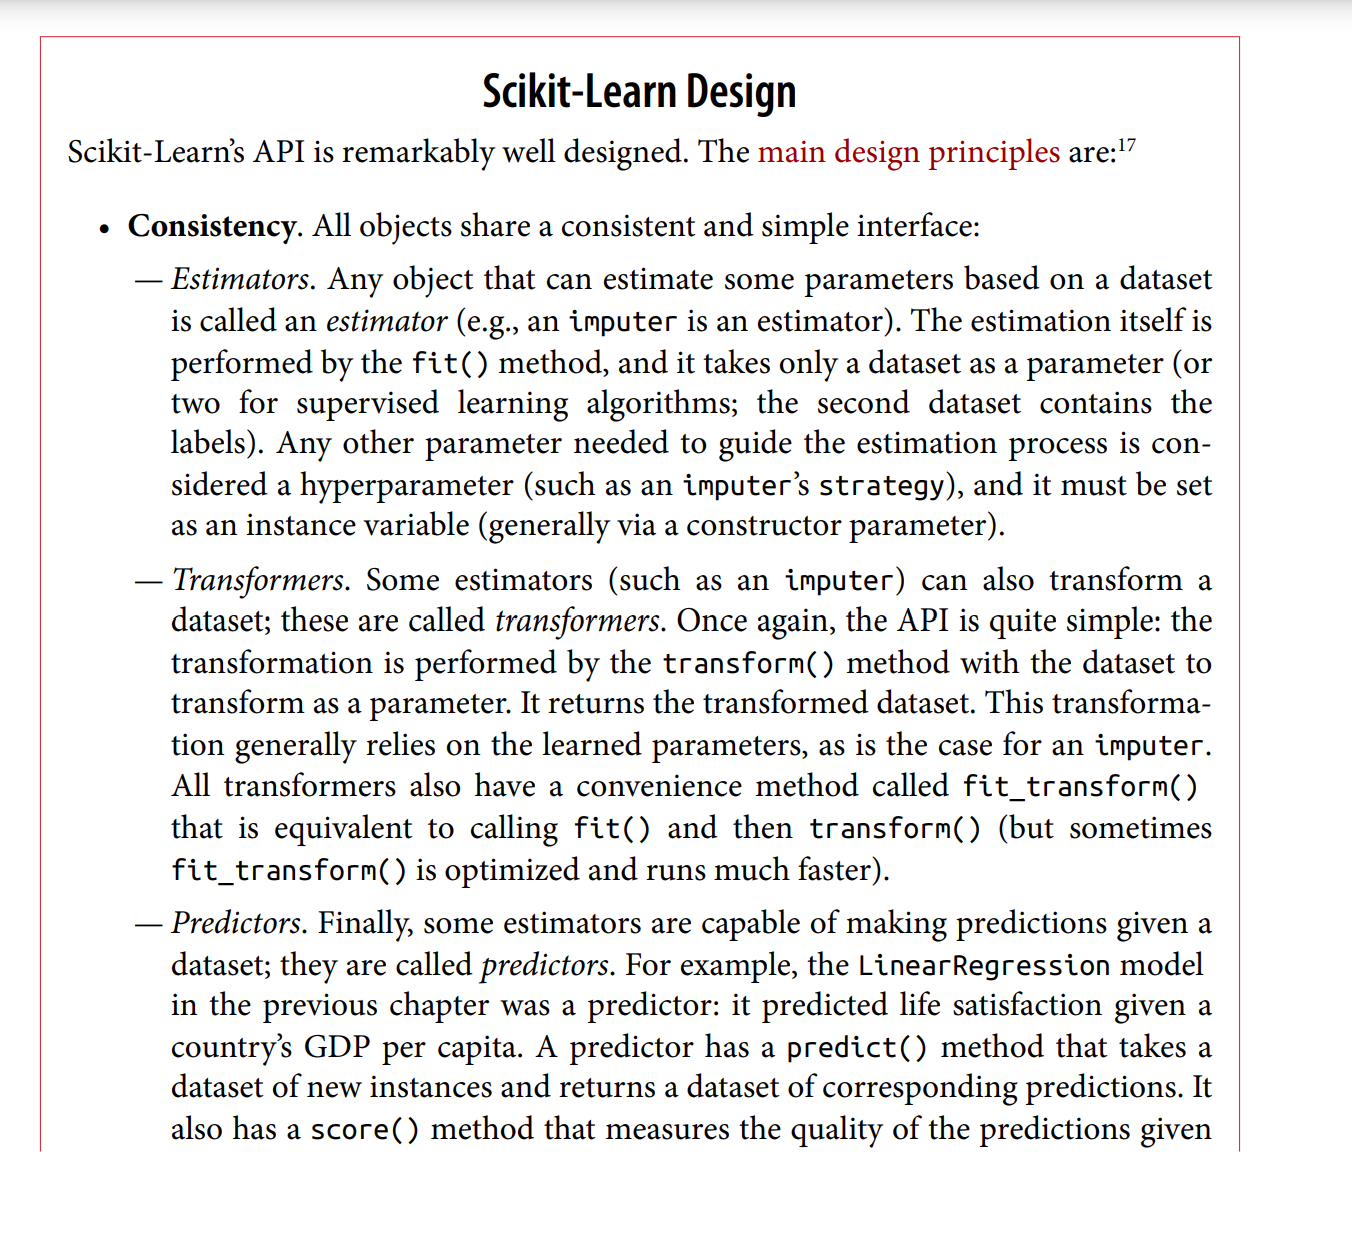 Scikit-Learn Design
Scikit-Learn’s API is remarkably well designed. The main design principles are:17
• Consistency. All objects share a consistent and simple interface:
— Estimators. Any object that can estimate some parameters based on a dataset
is called an estimator (e.g., an imputer is an estimator). The estimation itself is
performed by the fit() method, and it takes only a dataset as a parameter (or
two for supervised learning algorithms; the second dataset contains the
labels). Any other parameter needed to guide the estimation process is con-
sidered a hyperparameter (such as an imputer’s strategy), and it must be set
as an instance variable (generally via a constructor parameter).
— Transformers. Some estimators (such as an imputer) can also transform a
dataset; these are called transformers. Once again, the API is quite simple: the
transformation is performed by the transform() method with the dataset to
transform as a parameter. It returns the transformed dataset. This transforma-
tion generally relies on the learned parameters, as is the case for an imputer.
All transformers also have a convenience method called fit_transform()
that is equivalent to calling fit() and then transform() (but sometimes
fit_transform() is optimized and runs much faster).
— Predictors. Finally, some estimators are capable of making predictions given a
dataset; they are called predictors. For example, the LinearRegression model
in the previous chapter was a predictor: it predicted life satisfaction given a
country’s GDP per capita. A predictor has a predict() method that takes a
dataset of new instances and returns a dataset of corresponding predictions. It
also has a score() method that measures the quality of the predictions given